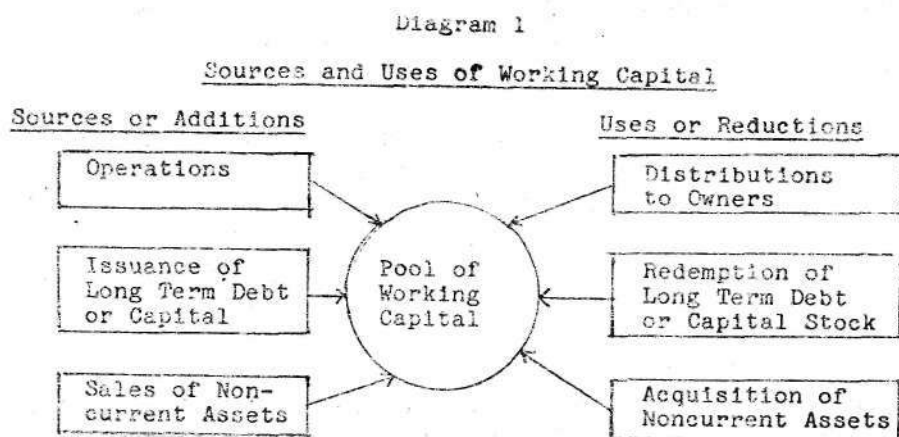 Diagram 1
Sources and Uses of Working Capital
Sources or Additions
Uses or Reductions
Operations
Distributions
to Owners
Issuance of
Long Term Debt
or Capital
Pool of
Working
Capital
Redemption of
Long Term Debt
or Capital Stock
Sales of Non-
current Assets
Acquisition of
Noncurrent Assets